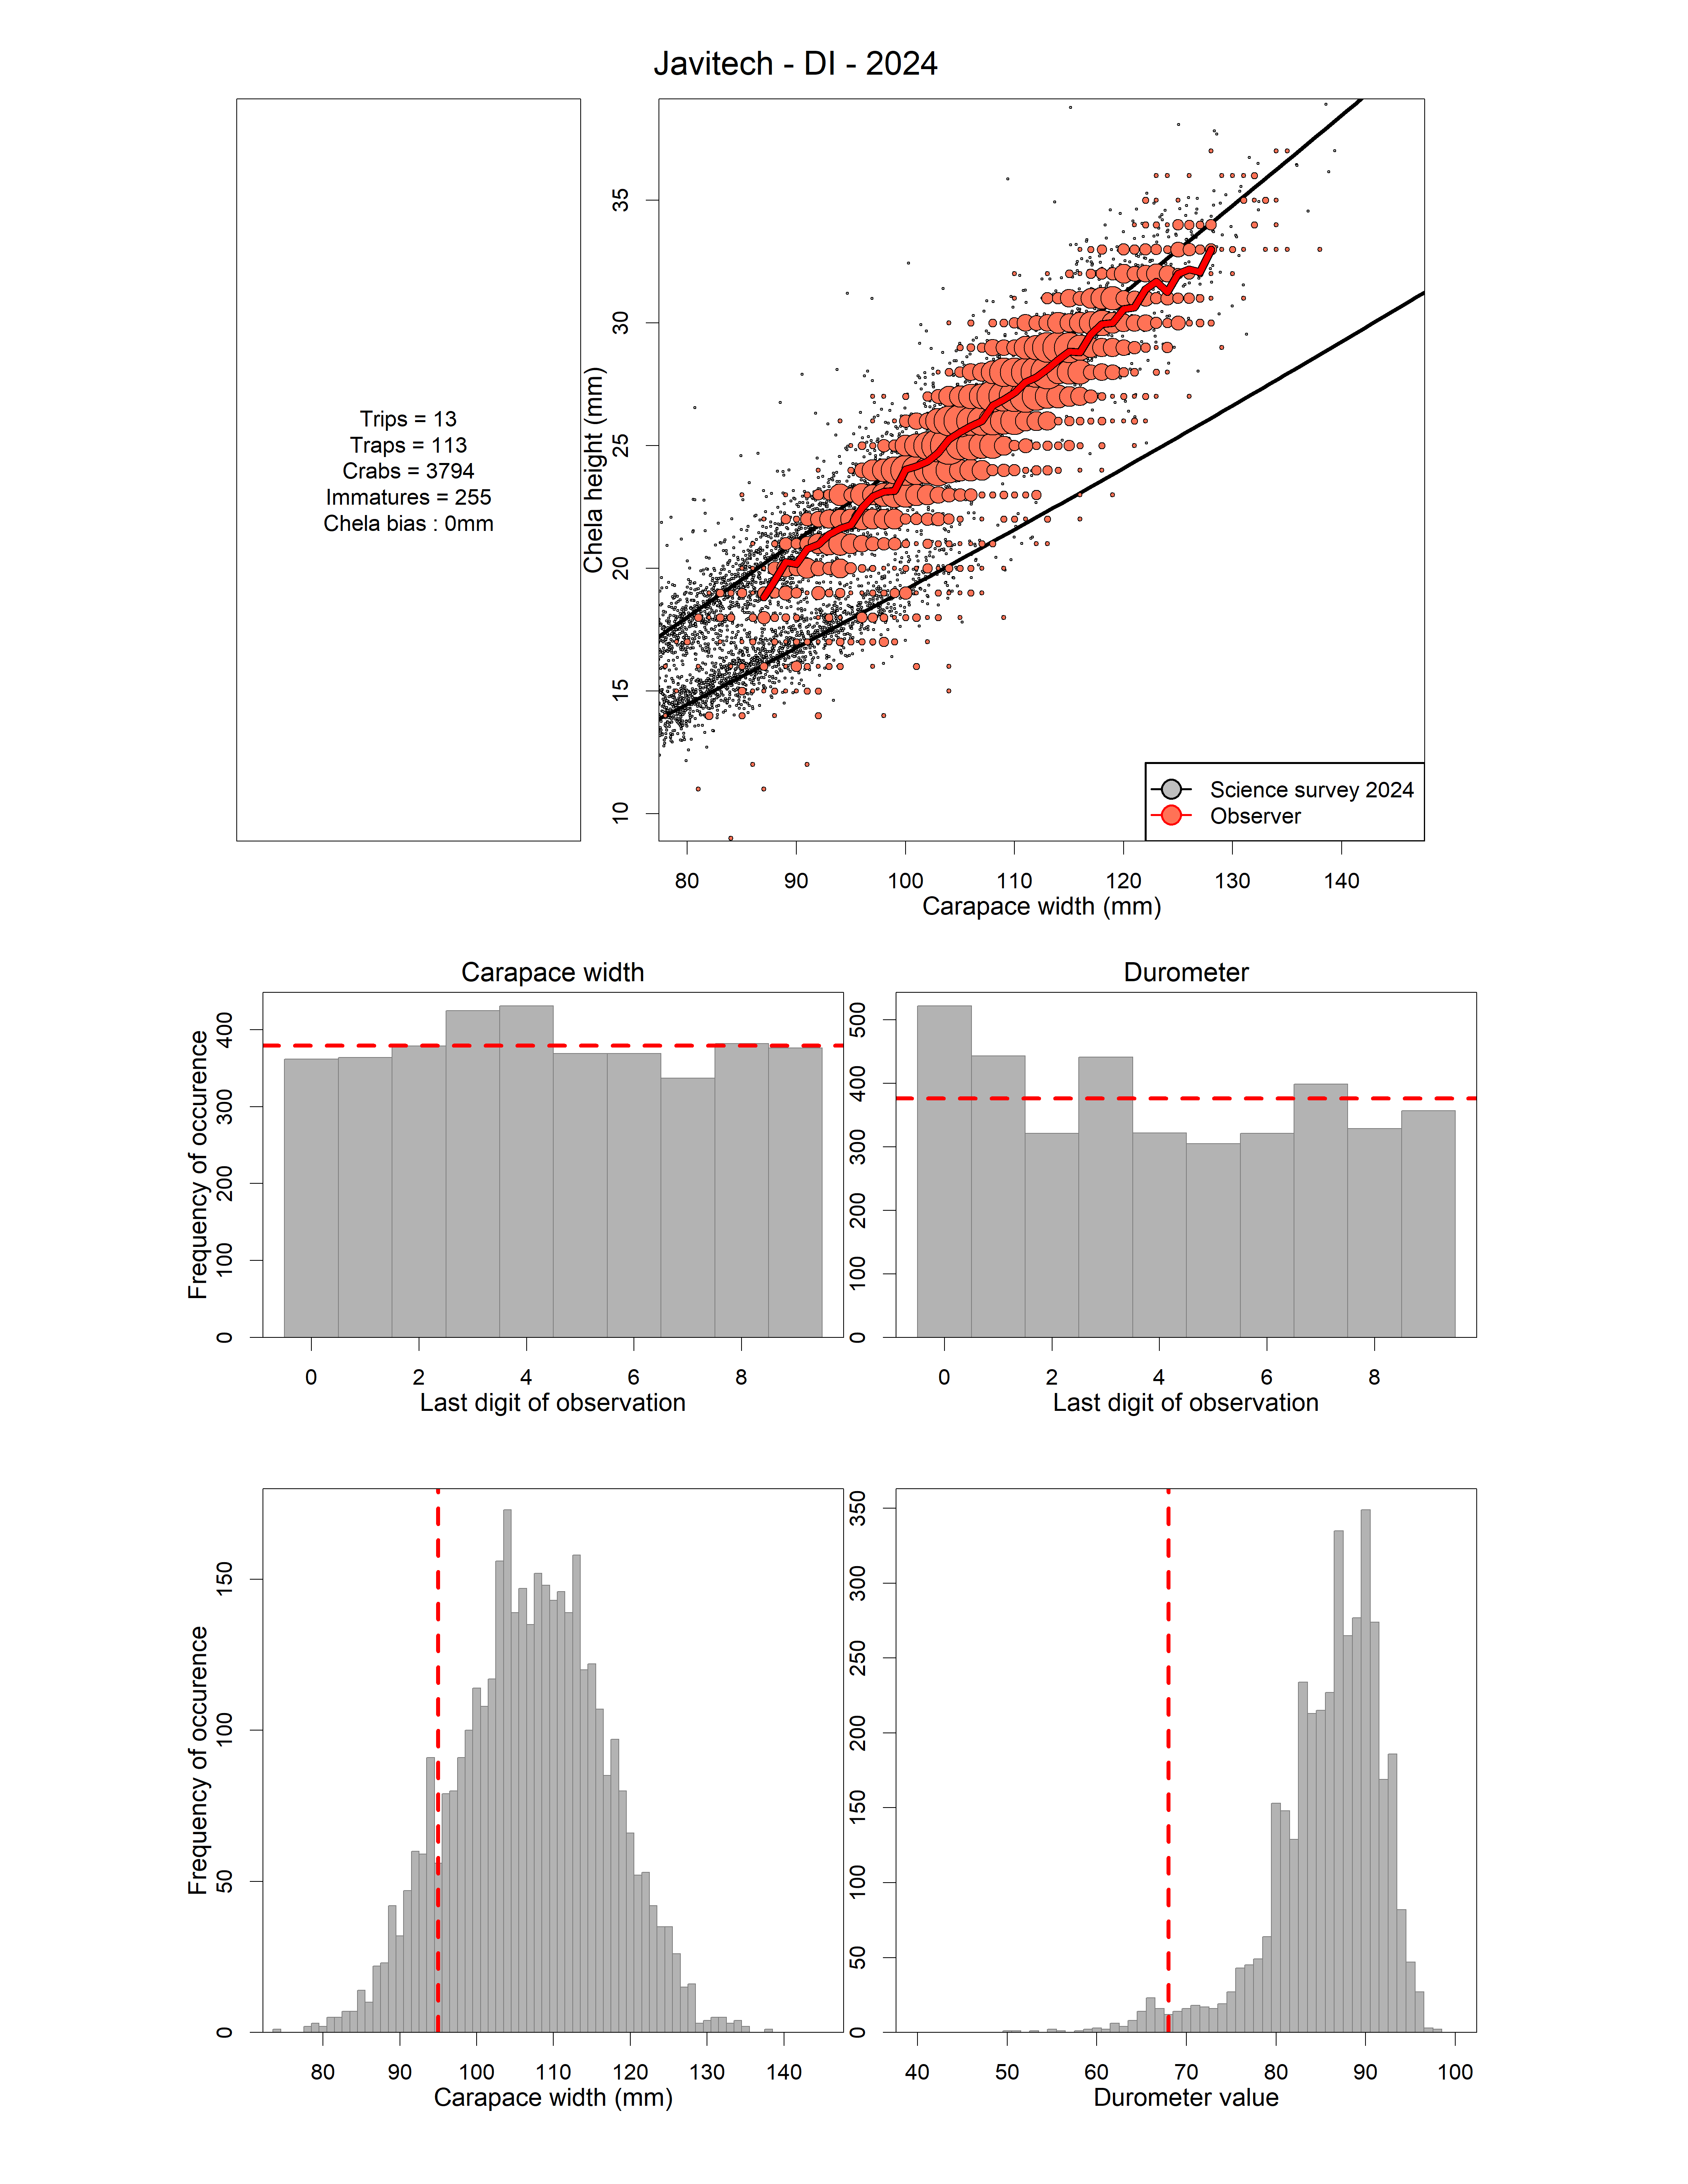 Javitech - DI - 2024
Trips = 13
Traps = 113
Crabs = 3794
Immatures = 255
Chela bias : 0mm
Chela height (mm)
35
30
25
20
15
10
Science survey 2024
Observer
80 90 100 110 120 130 140
Carapace width (mm)
Carapace width
Frequency of occurence
400
300
200
100
0
0 2 4 6 8
Last digit of observation
Durometer
500
400
300
200
100
0
0 2 4 6 8
Last digit of observation
Frequency of occurence
150
100
50
0
80 90 100 110 120 130 140
Carapace width (mm)
350
300
250
200
150
100
50
0
40 50 60 70 80 90 100
Durometer value